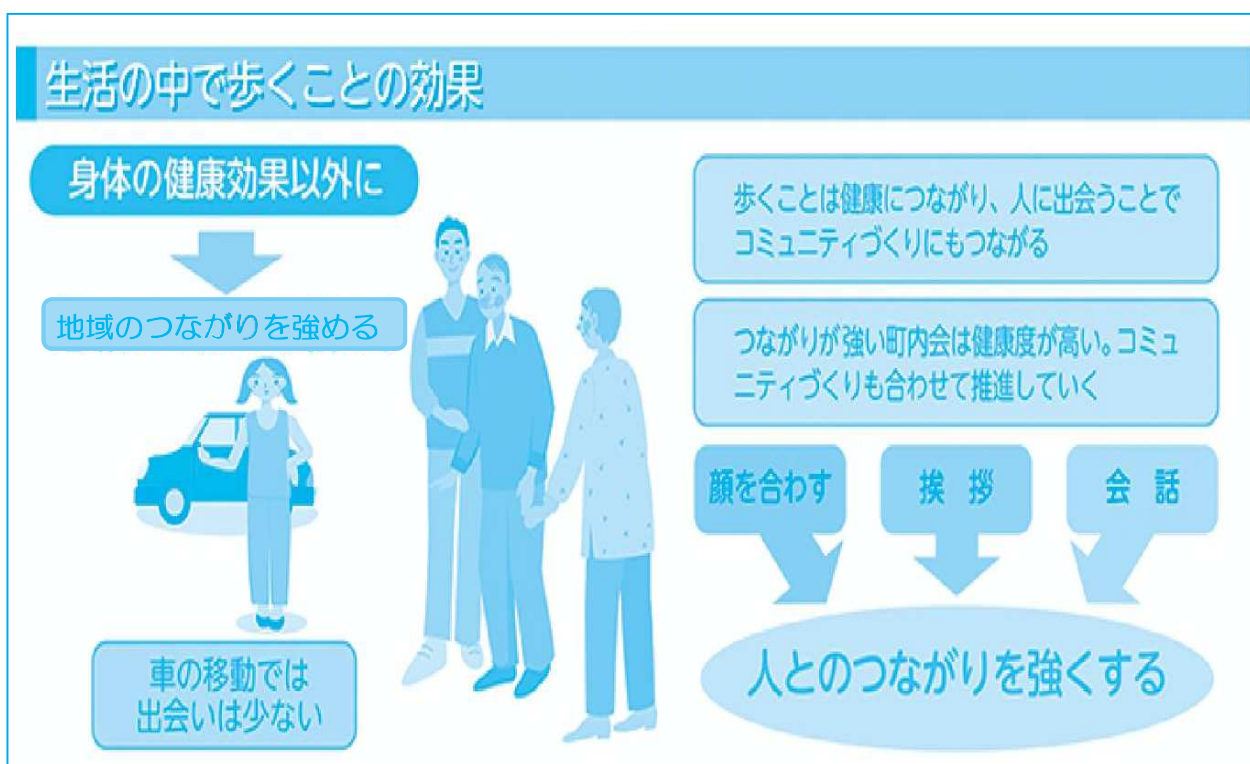 生活の中で歩くことの効果
身体の健康効果以外に
地域のつながりを強める
車の移動では
出会いは少ない
歩くことは健康につながり、人に出会うことで
コミュニティづくりにもつながる
つながりが強い町内会は健康度が高い。コミュ
ニティづくりも合わせて推進していく
顔を合わす
挨 拶
会 話
人とのつながりを強くする